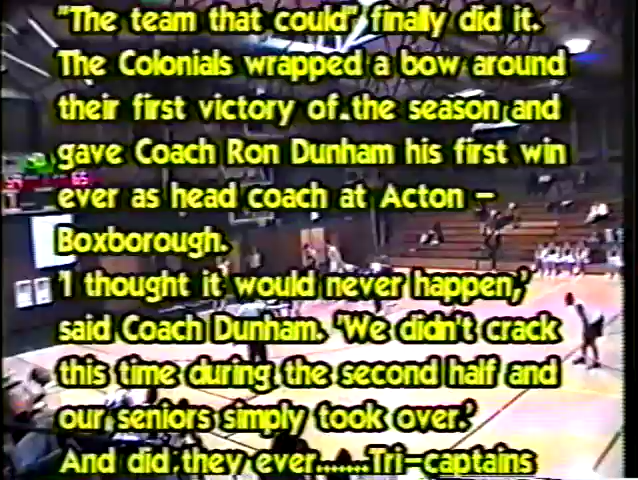 "The team that could" finally did it.
The Colonials wrapped a bow around
their first victory of the season and
gave Coach Ron Dunham his first win
ever as head coach at Acton -
Boxborough.
'I thought it would never happen,'
said Coach Dunham. 'We didn't crack
this time during the second half and
our seniors simply took over.'
And did they ever.......Tri-captains
65